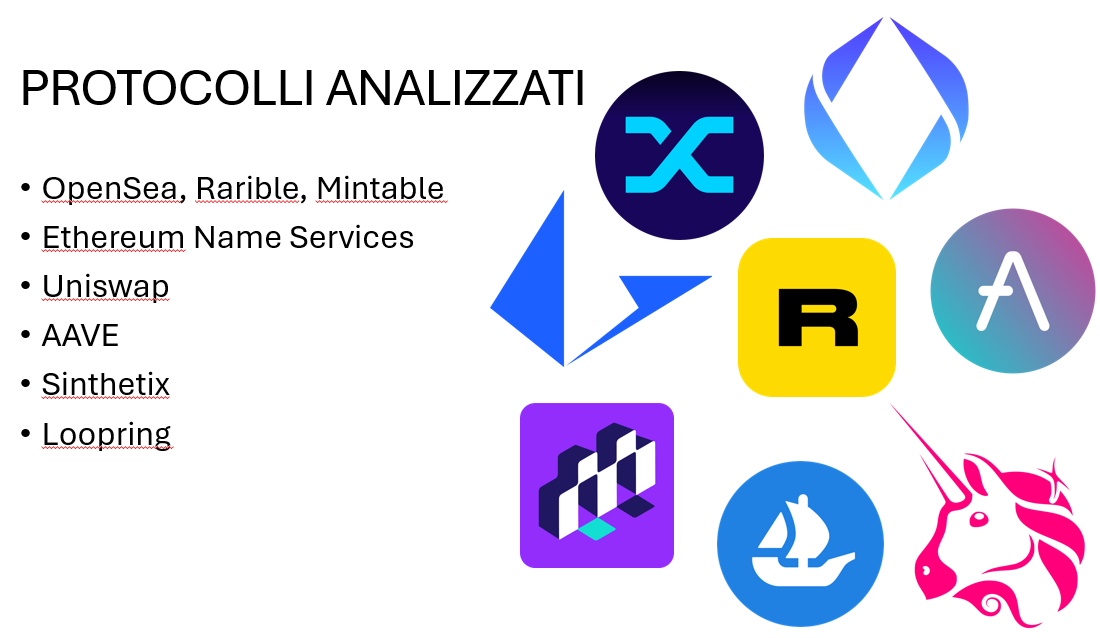 PROTOCOLLI ANALIZZATI
• OpenSea, Rarible, Mintable
• Ethereum Name Services
• Uniswap
• AAVE
• Sinthetix
• Loopring
R